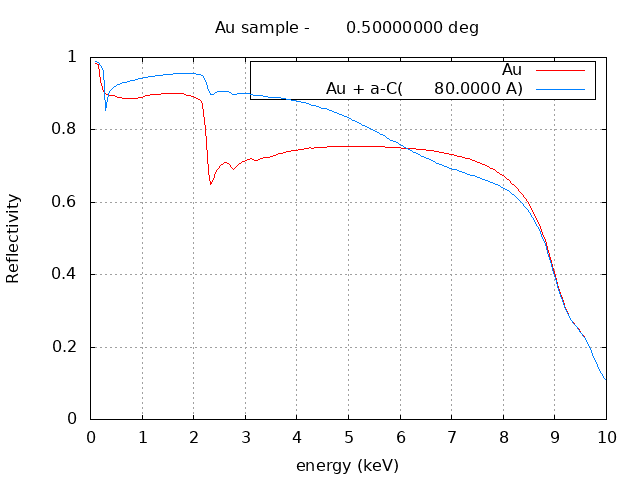 Au sample -       0.50000000 deg
Au
Au + a-C(      80.0000 A)
1
0.8
0.6
0.4
0.2
0
Reflectivity
0 1 2 3 4 5 6 7 8 9 10
energy (keV)